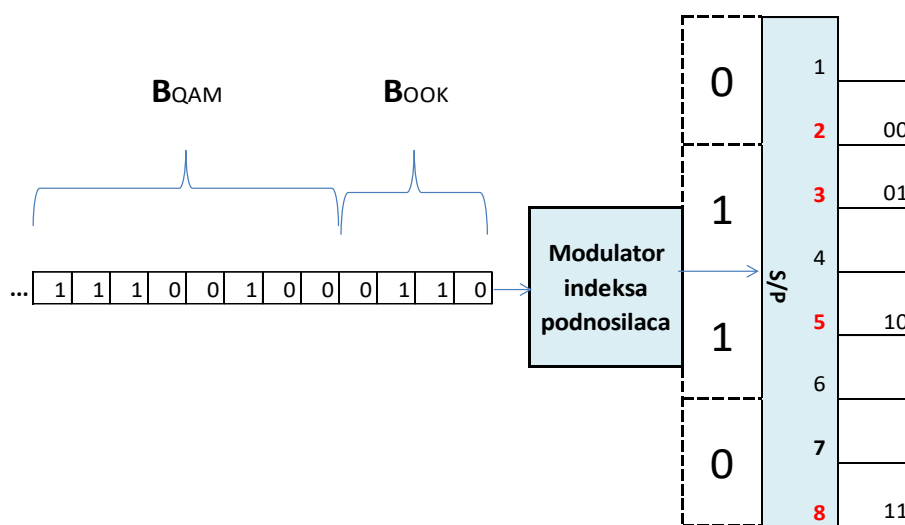 BQAM BOOK
... 1 1 1 0 0 1 0 0 0 1 1 0
Modulator
indeksa
podnosilaca
0
1
1
0
S/P
1
2 00
3 01
4
5 10
6
7
8 11